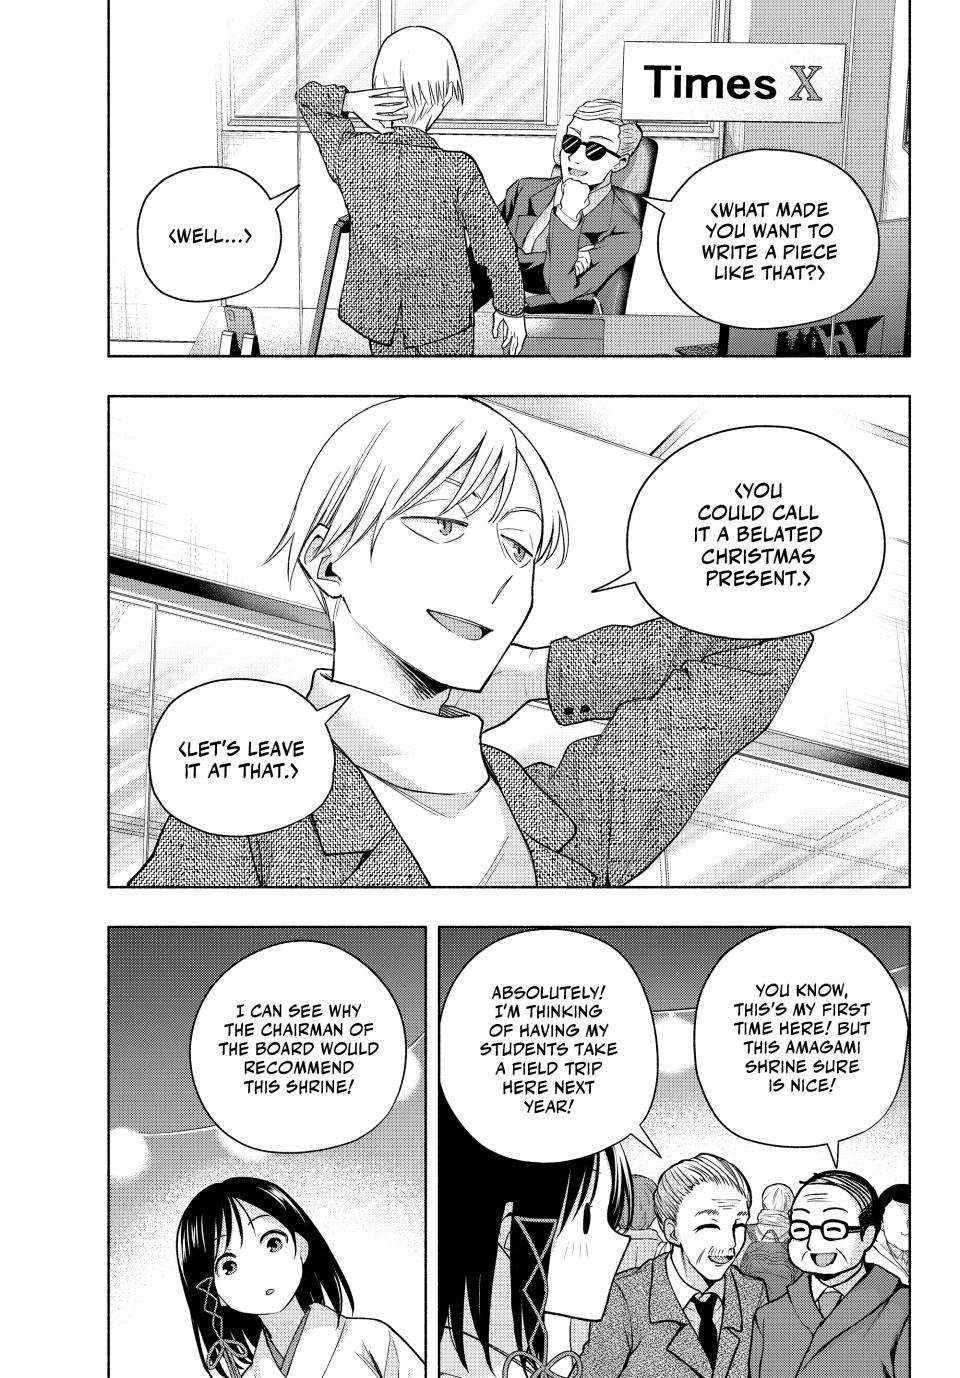 Times X
<WHAT MADE
YOU WANT TO
WRITE A PIECE
LIKE THAT?>
<WELL...>
<YOU
COULD CALL
IT A BELATED
CHRISTMAS
PRESENT.>
<LET'S LEAVE
IT AT THAT.>
YOU KNOW,
THIS'S MY FIRST
TIME HERE! BUT
THIS AMAGAMI
SHRINE SURE
IS NICE!
ABSOLUTELY!
I'M THINKING
OF HAVING MY
STUDENTS TAKE
A FIELD TRIP
HERE NEXT
YEAR!
I CAN SEE WHY
THE CHAIRMAN OF
THE BOARD WOULD
RECOMMEND
THIS SHRINE!